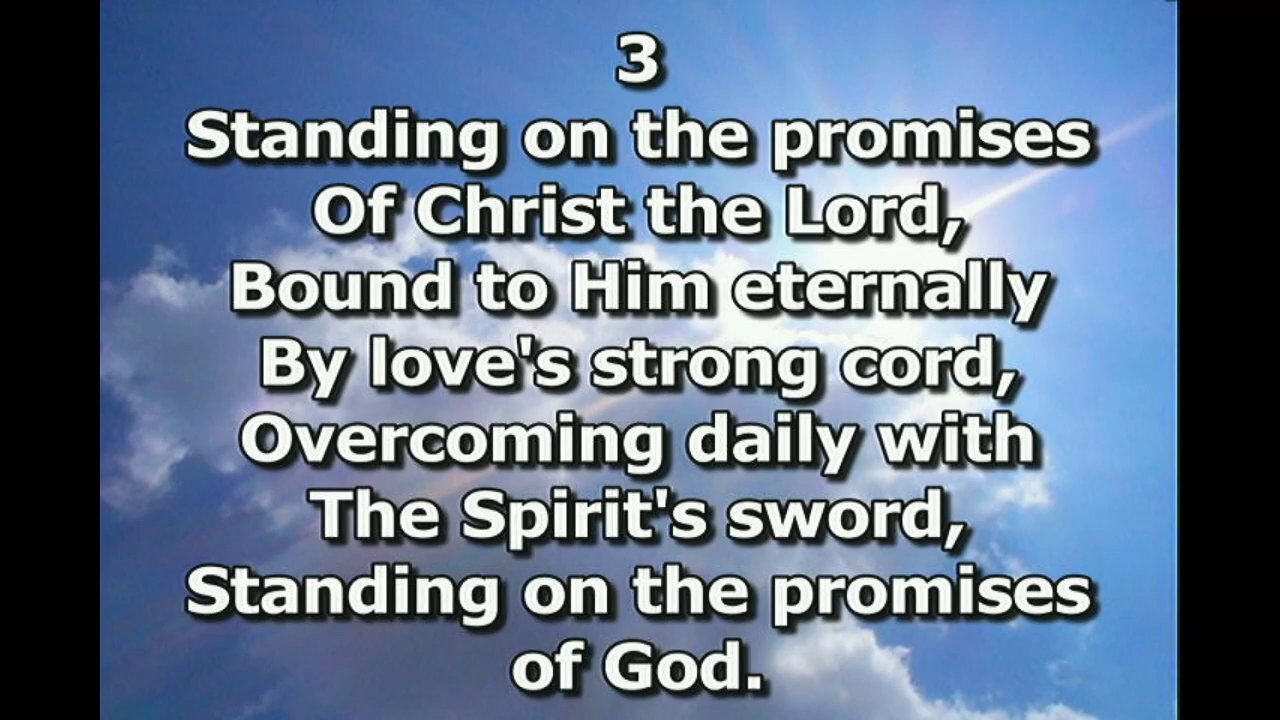 3
Standing on the promises
Of Christ the Lord,
Bound to Him eternally
By love's strong cord,
Overcoming daily with
The Spirit's sword,
Standing on the promises
of God.